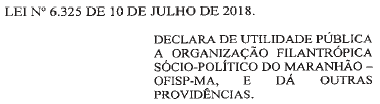 LEI Nº 6.325 DE 10 DE JULHO DE 2018.
DECLARA DE UTILIDADE PÚBLICA
A ORGANIZAÇÃO FILANTRÓPICA
SÓCIO-POLÍTICO DO MARANHÃO –
OFISP-MA, E DÁ OUTRAS
PROVIDÊNCIAS.